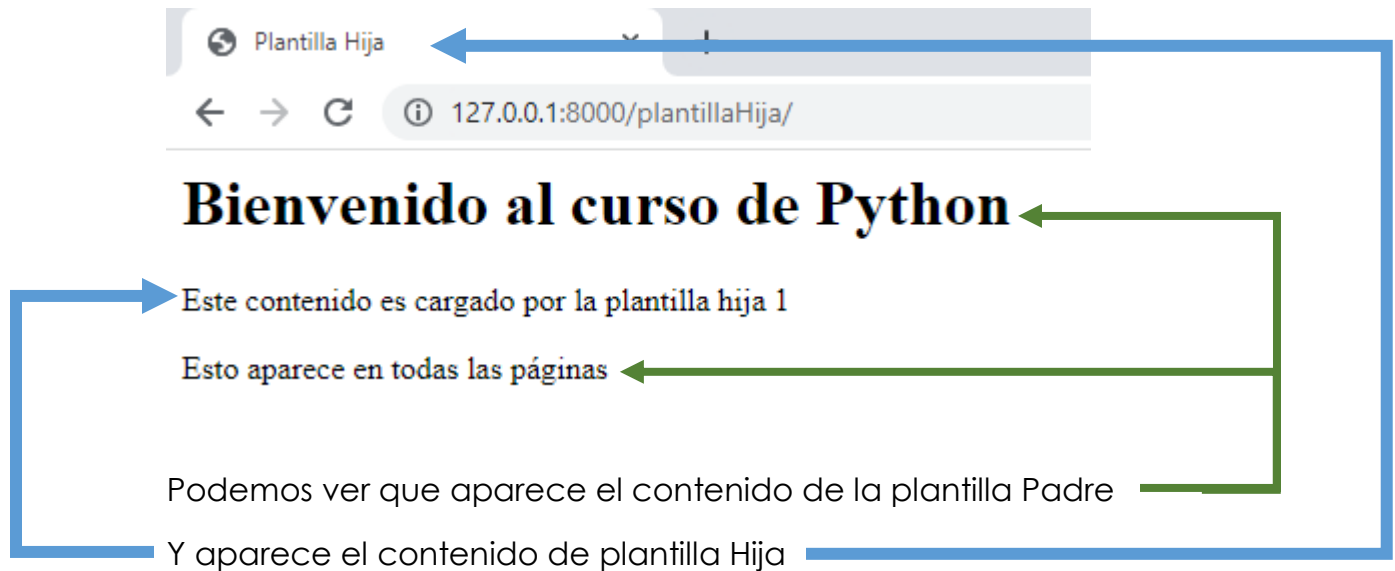 Plantilla Hija
127.0.0.1:8000/plantillaHija/
Bienvenido al curso de Python
Este contenido es cargado por la plantilla hija 1
Esto aparece en todas las páginas
Podemos ver que aparece el contenido de la plantilla Padre
Y aparece el contenido de plantilla Hija